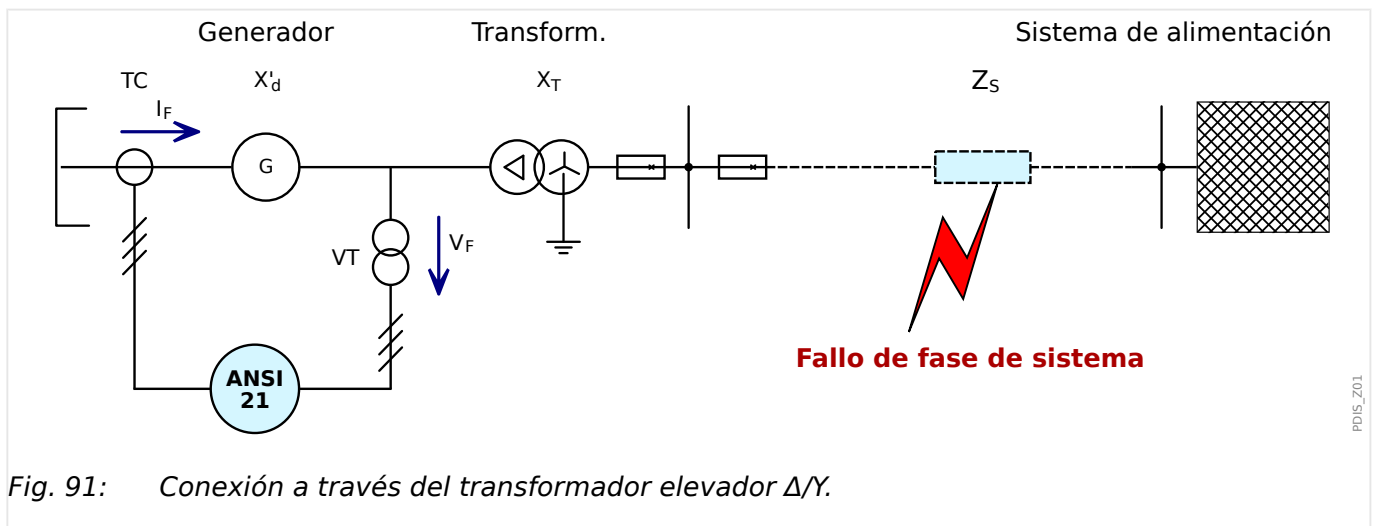 Generador Transform. Sistema de alimentación
TC X'd XT ZS
IF
G
VT VF
ANSI
21
Fallo de fase de sistema
PDIS_Z01
Fig. 91: Conexión a través del transformador elevador Δ/Y.